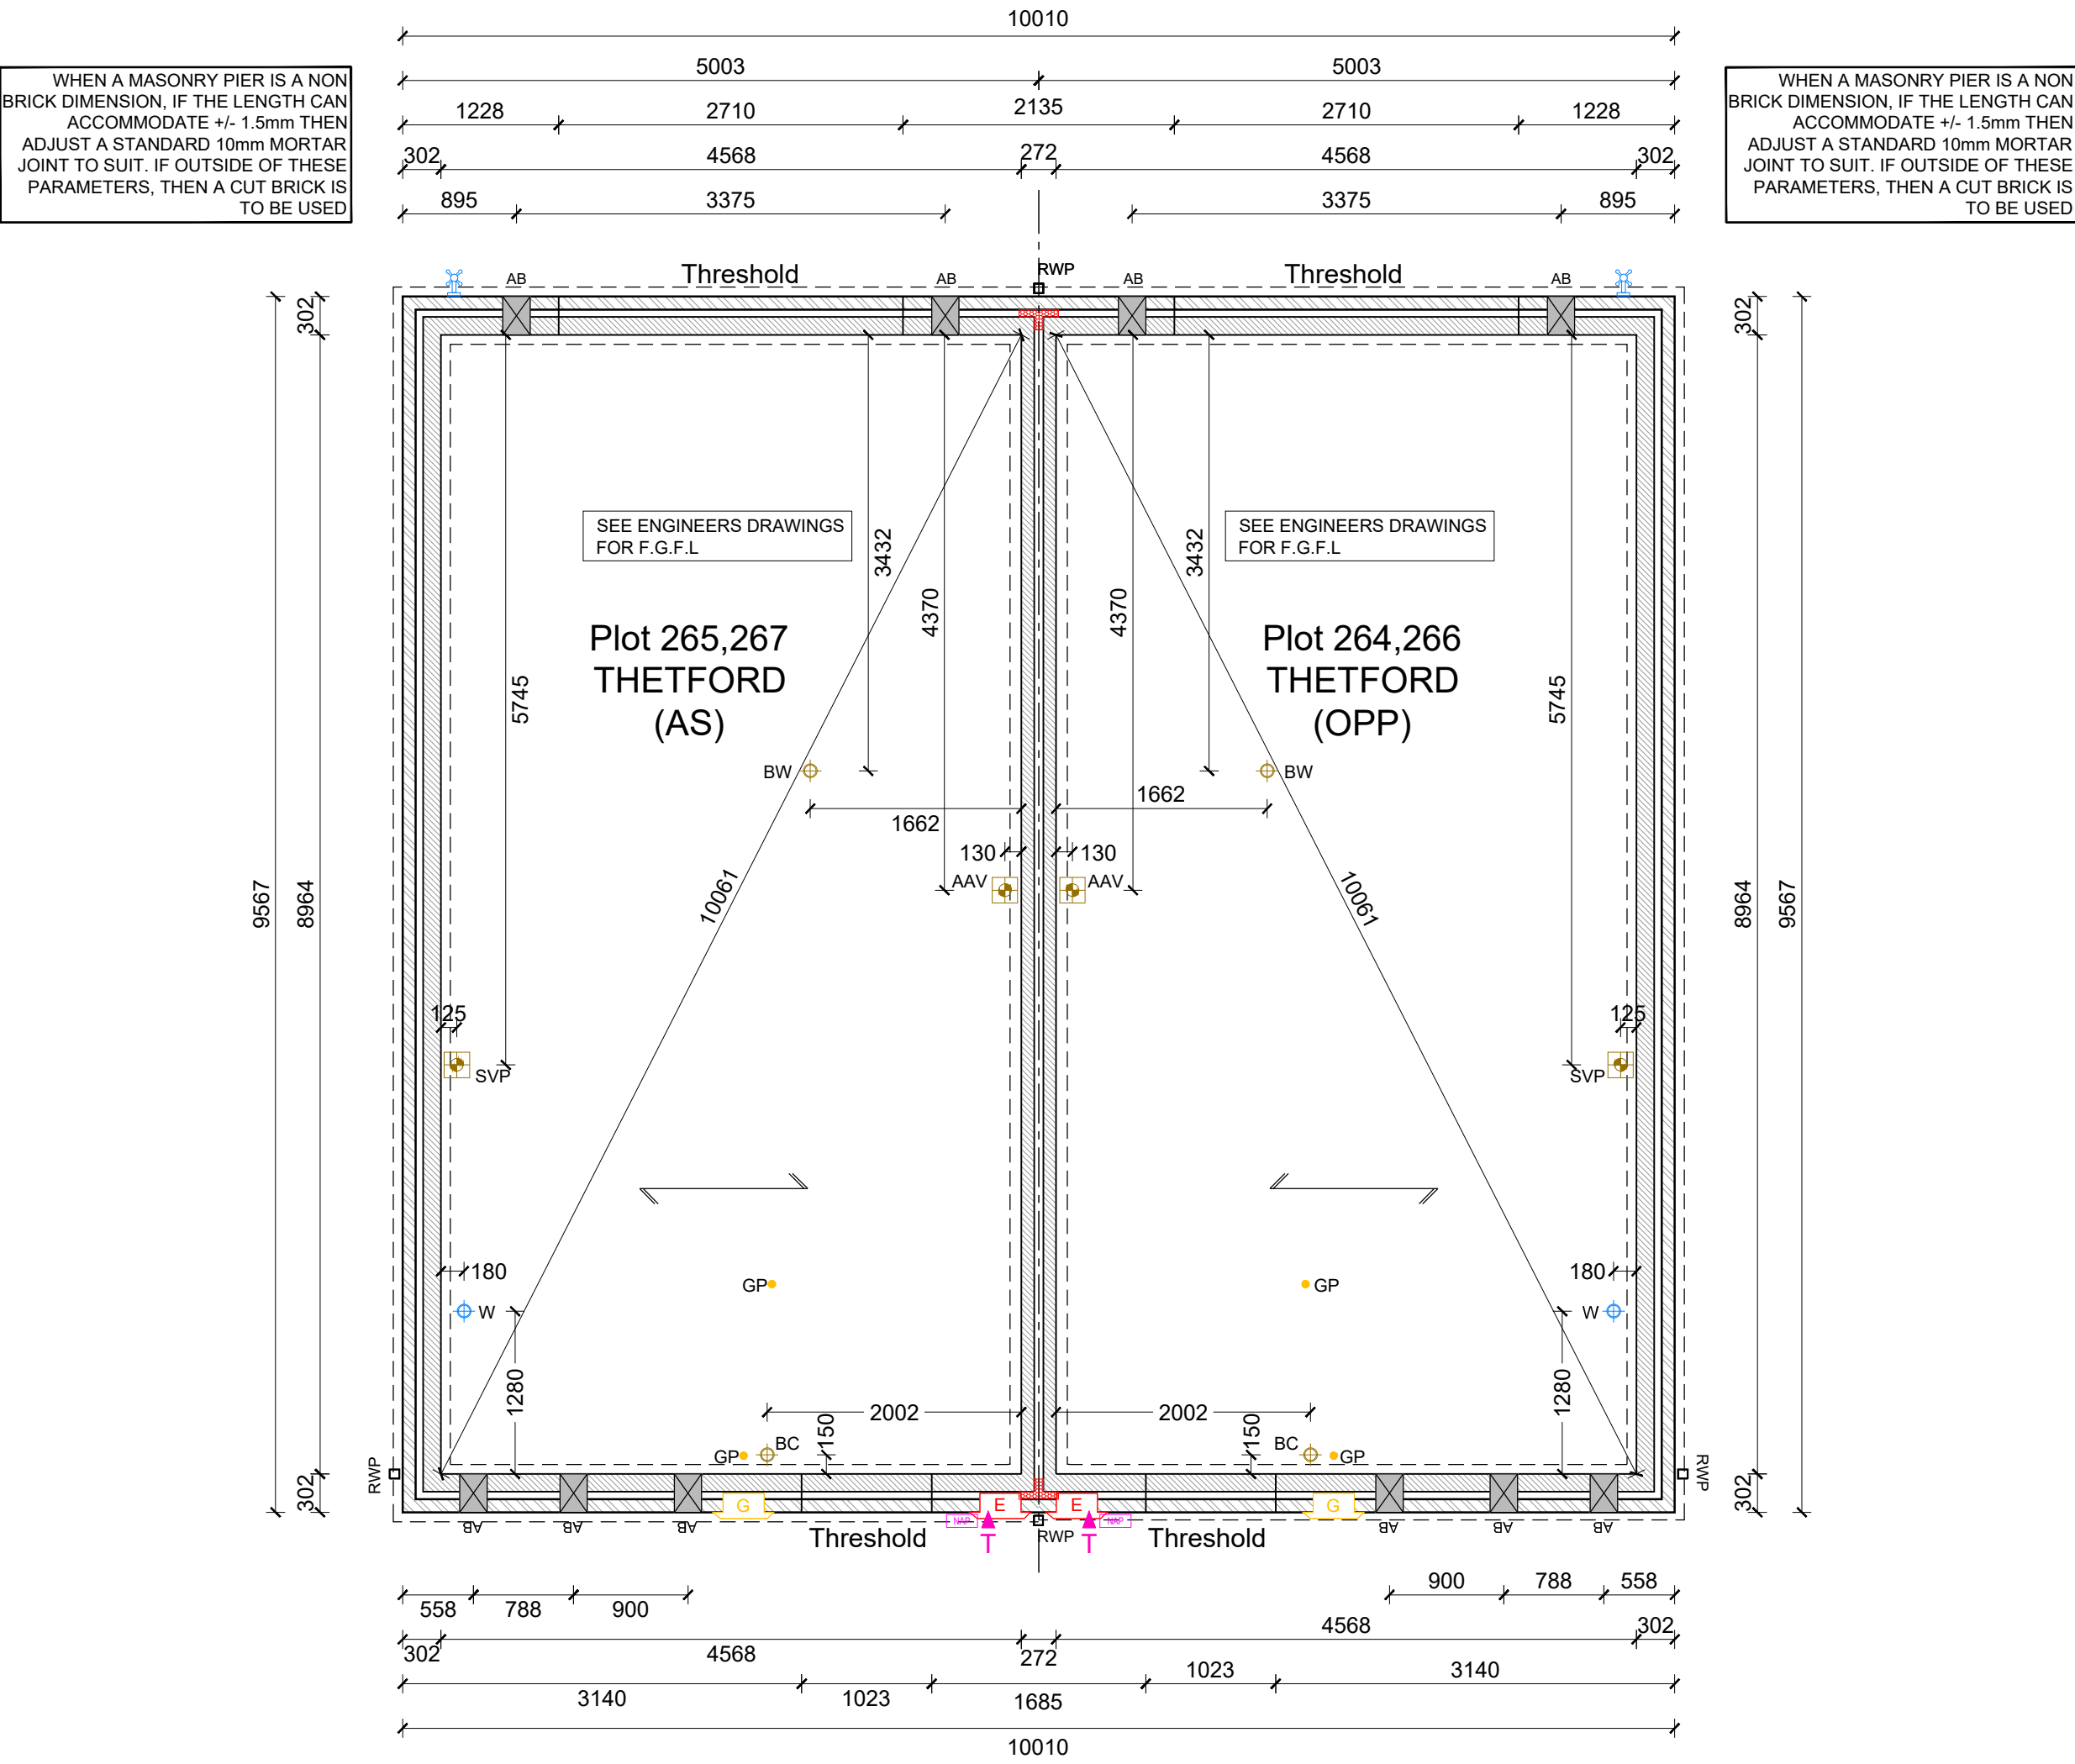 10010
5003 5003
1228 2710 2135 2710 1228
302 4568 272 4568 302
895 3375 3375 895
WHEN A MASONRY PIER IS A NON
BRICK DIMENSION, IF THE LENGTH CAN
ACCOMMODATE +/- 1.5mm THEN
ADJUST A STANDARD 10mm MORTAR
JOINT TO SUIT. IF OUTSIDE OF THESE
PARAMETERS, THEN A CUT BRICK IS
TO BE USED
WHEN A MASONRY PIER IS A NON
BRICK DIMENSION, IF THE LENGTH CAN
ACCOMMODATE +/- 1.5mm THEN
ADJUST A STANDARD 10mm MORTAR
JOINT TO SUIT. IF OUTSIDE OF THESE
PARAMETERS, THEN A CUT BRICK IS
TO BE USED
AB Threshold AB RWP AB Threshold AB
302 302
SEE ENGINEERS DRAWINGS
FOR F.G.F.L
SEE ENGINEERS DRAWINGS
FOR F.G.F.L
3432 3432
4370 4370
Plot 265,267
THETFORD
(AS)
Plot 264,266
THETFORD
(OPP)
5745 5745
BW BW
1662 1662
130 130
AAV AAV
9567 8964 10061 10061 8964 9567
125 125
SVP SVP
180 180
GP GP
W W
1280 1280
2002 2002
150 150
GP BC BC GP
RWP RWP
302 302
G E E G
NAP NAP
AB AB AB AB AB AB
T T
Threshold RWP Threshold
558 788 900 900 788 558
302 4568 272 4568 302
3140 1023 1685 1023 3140
10010